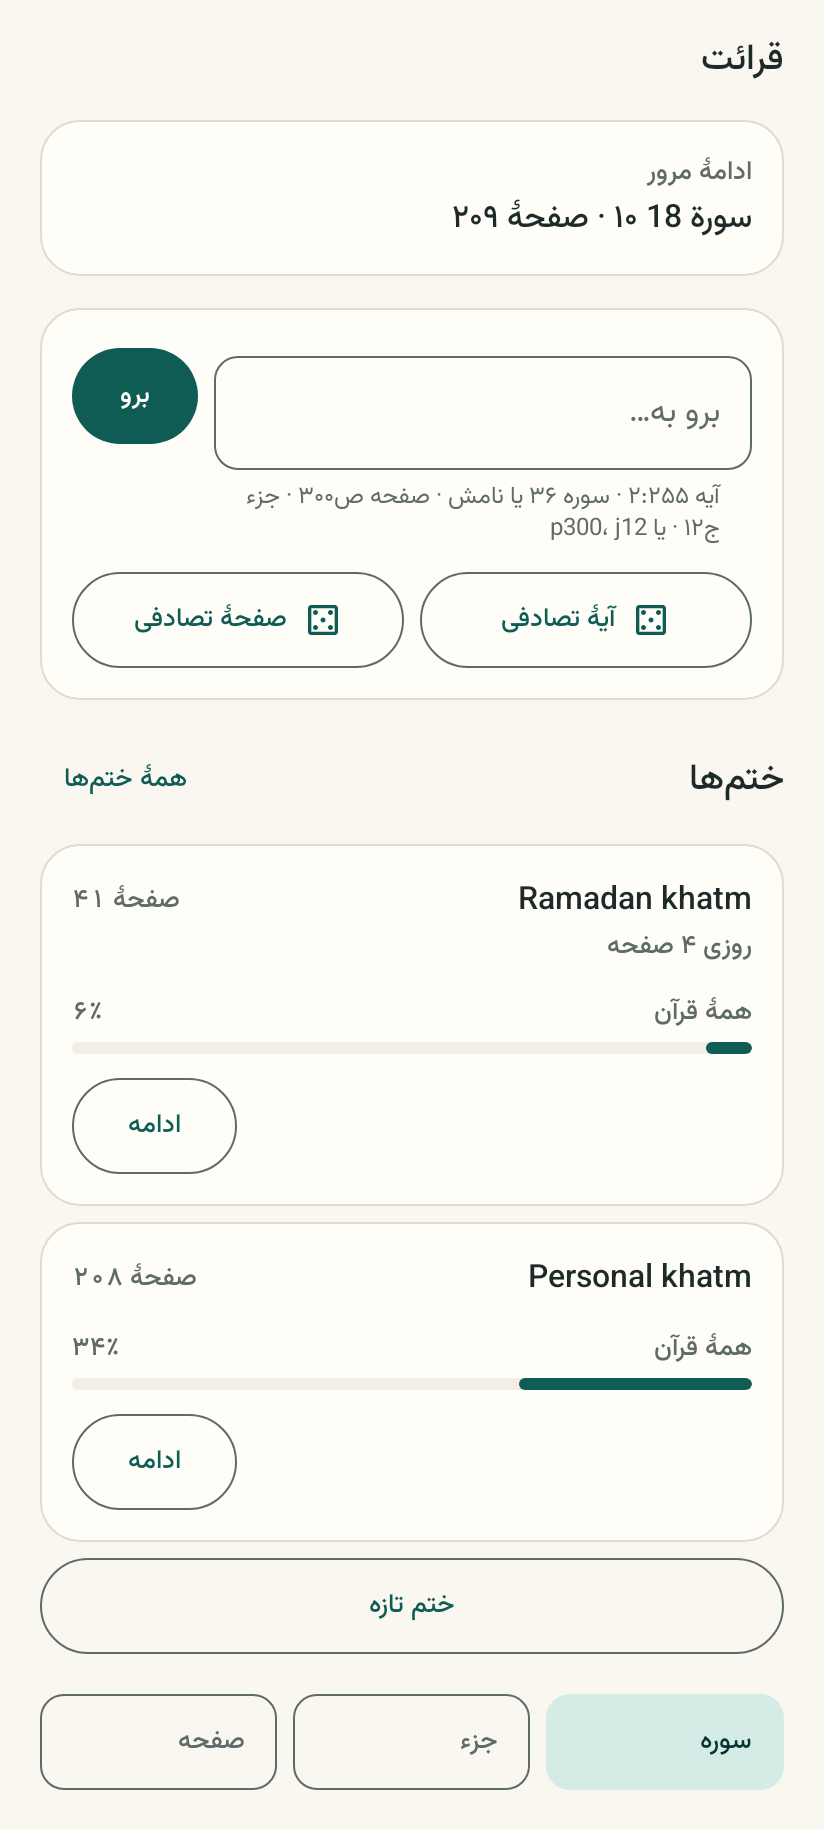 قرائت
ادامهٔ مرور
سورة 18 ۱۰ · صفحهٔ ۲۰۹
برو به…
برو
آیه ۲:۲۵۵ · سوره ۳۶ یا نامش · صفحه ص۳۰۰ · جزء
ج۱۲ · یا p300، j12
آیهٔ تصادفی
صفحهٔ تصادفی
ختم‌ها
همهٔ ختم‌ها
Ramadan khatm
صفحهٔ ۴۱
روزی ۴ صفحه
همهٔ قرآن
۶٪
ادامه
Personal khatm
صفحهٔ ۲۰۸
همهٔ قرآن
۳۴٪
ادامه
ختم تازه
سوره
جزء
صفحه